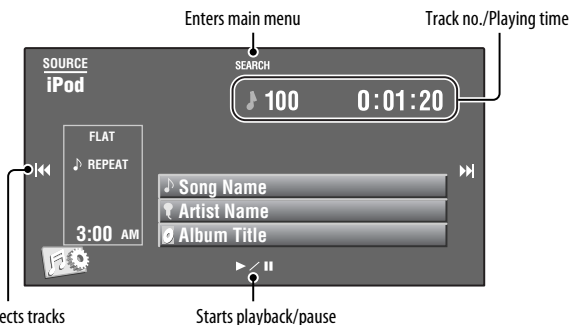 Enters main menu
Track no./Playing time
SOURCE
iPod
SEARCH
100 0:01:20
FLAT
REPEAT
Song Name
Artist Name
Album Title
3:00 AM
ects tracks
Starts playback/pause